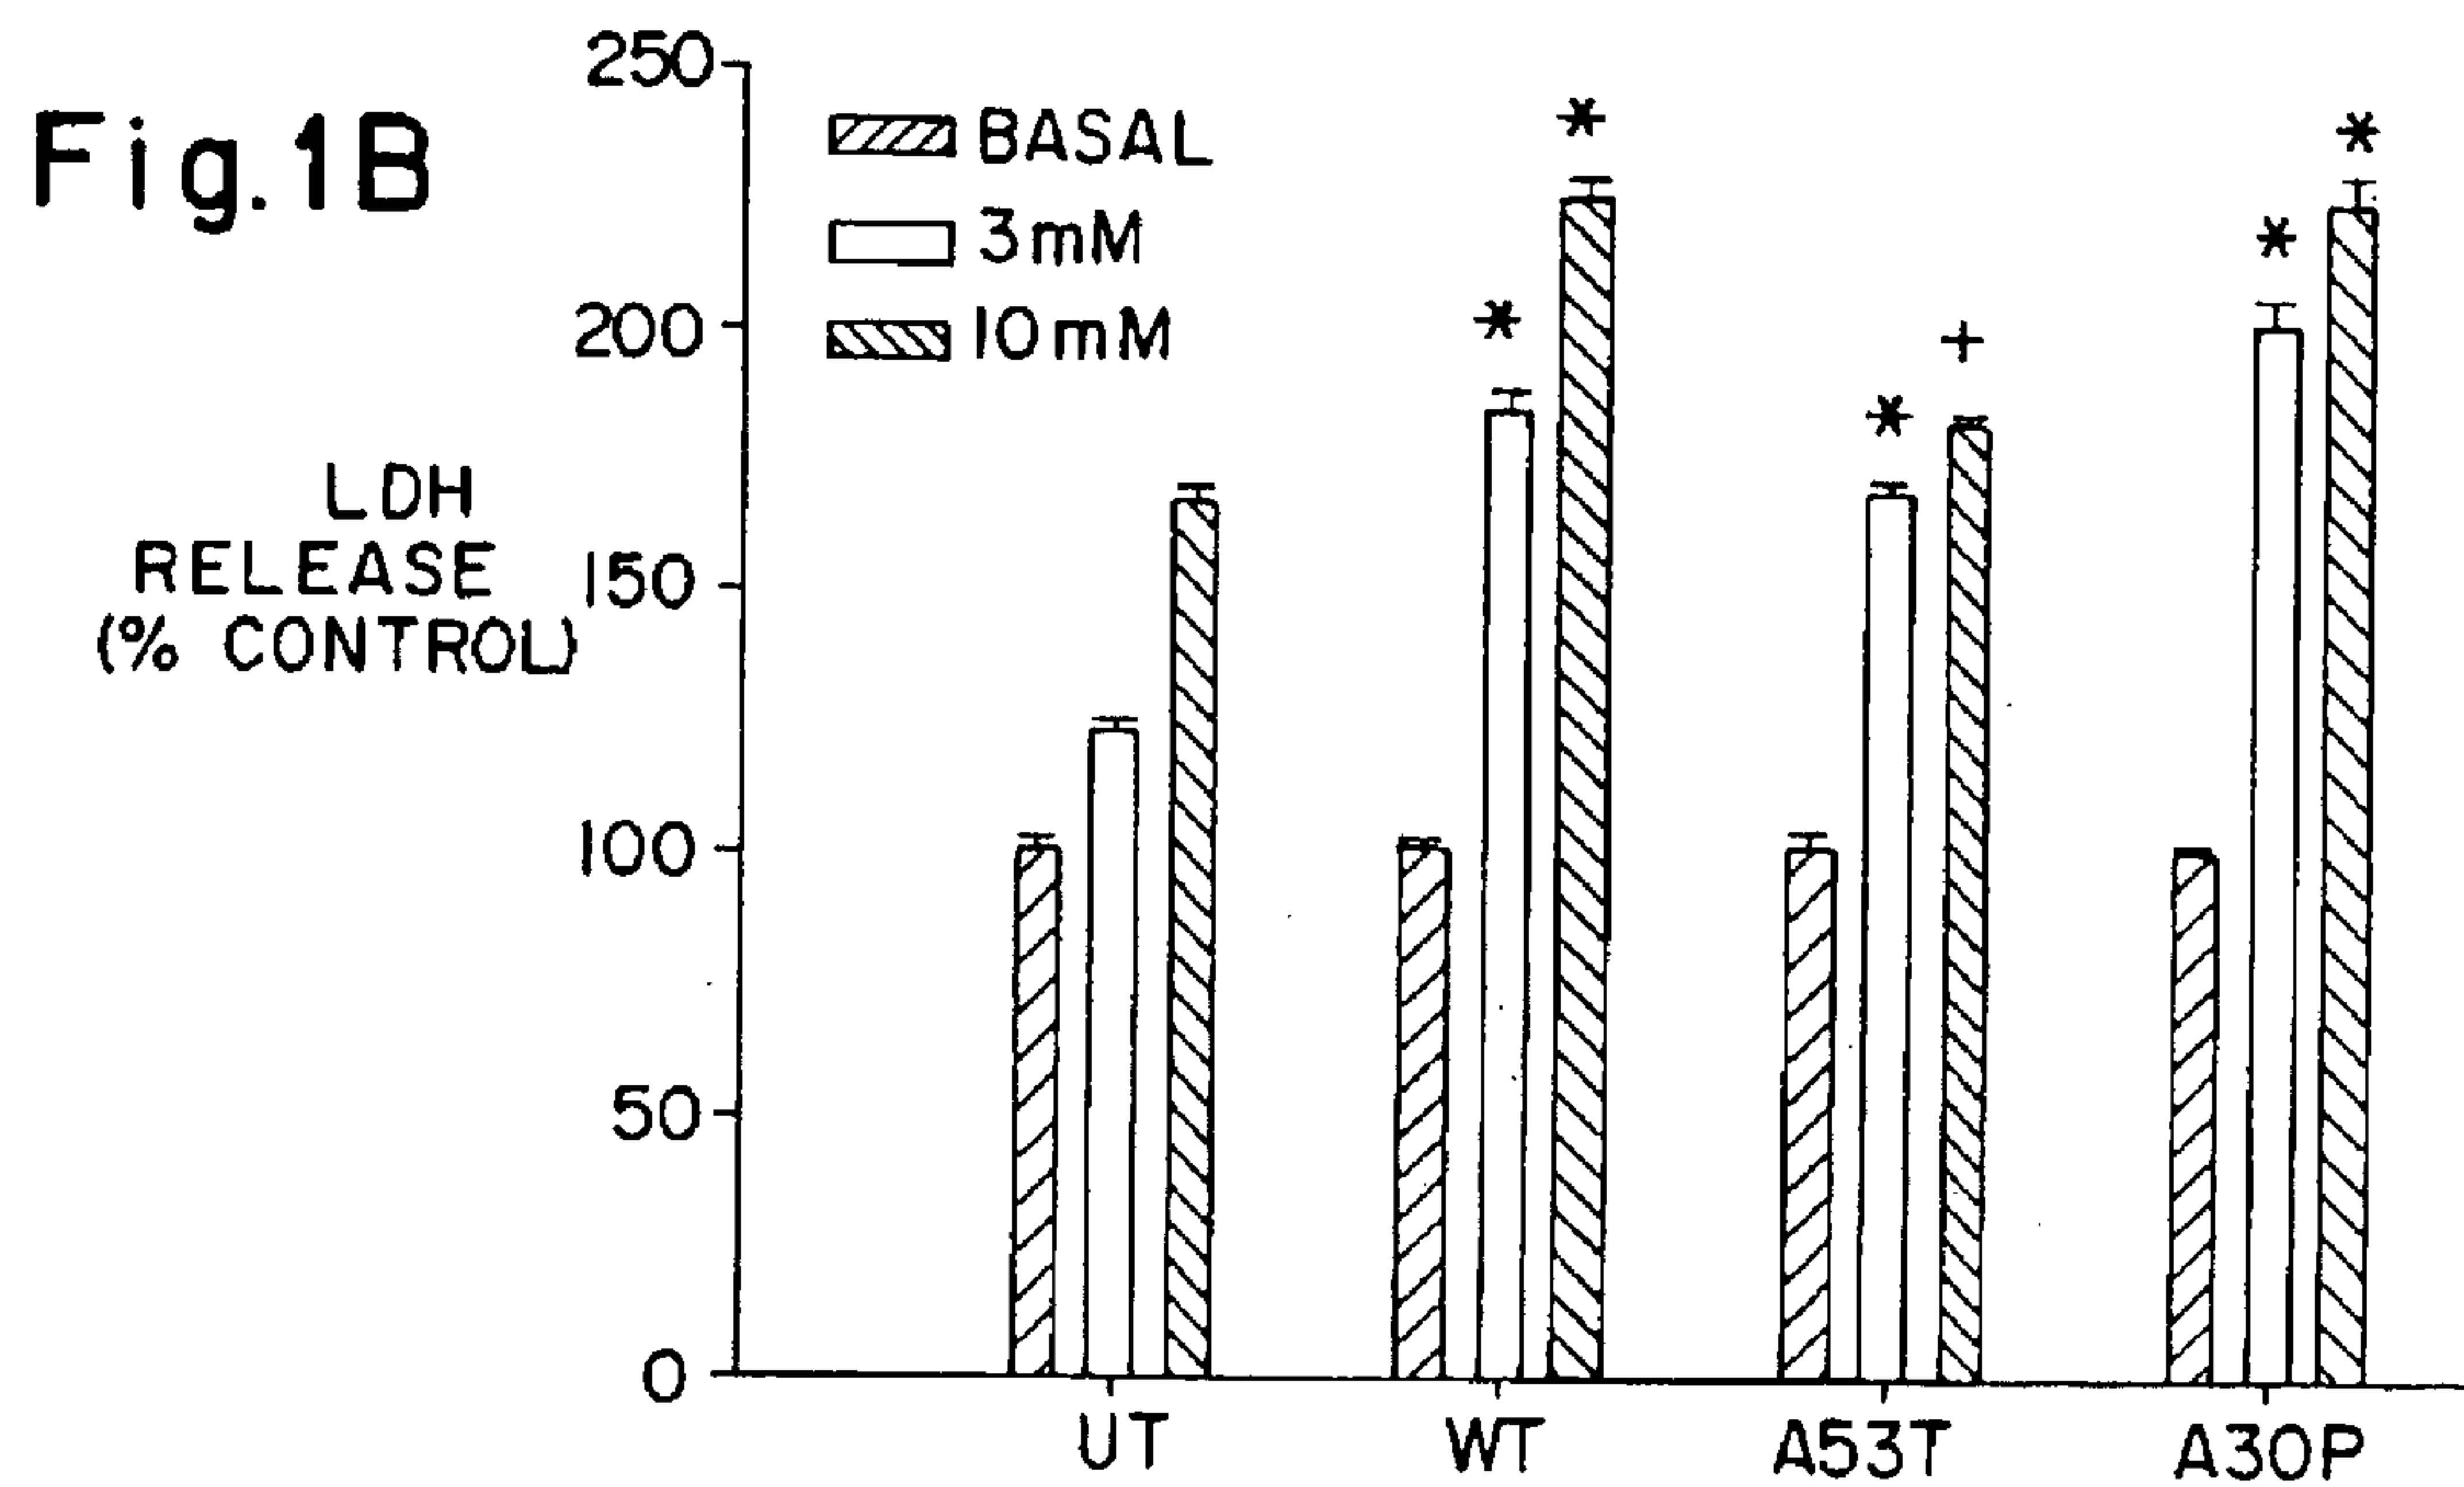 Fig.1B
250
200
150
100
50
0
LDH
RELEASE
(% CONTROL)
BASAL
3mM
10mM
*
*
*
+
*
*
UT
WT
A53T
A30P